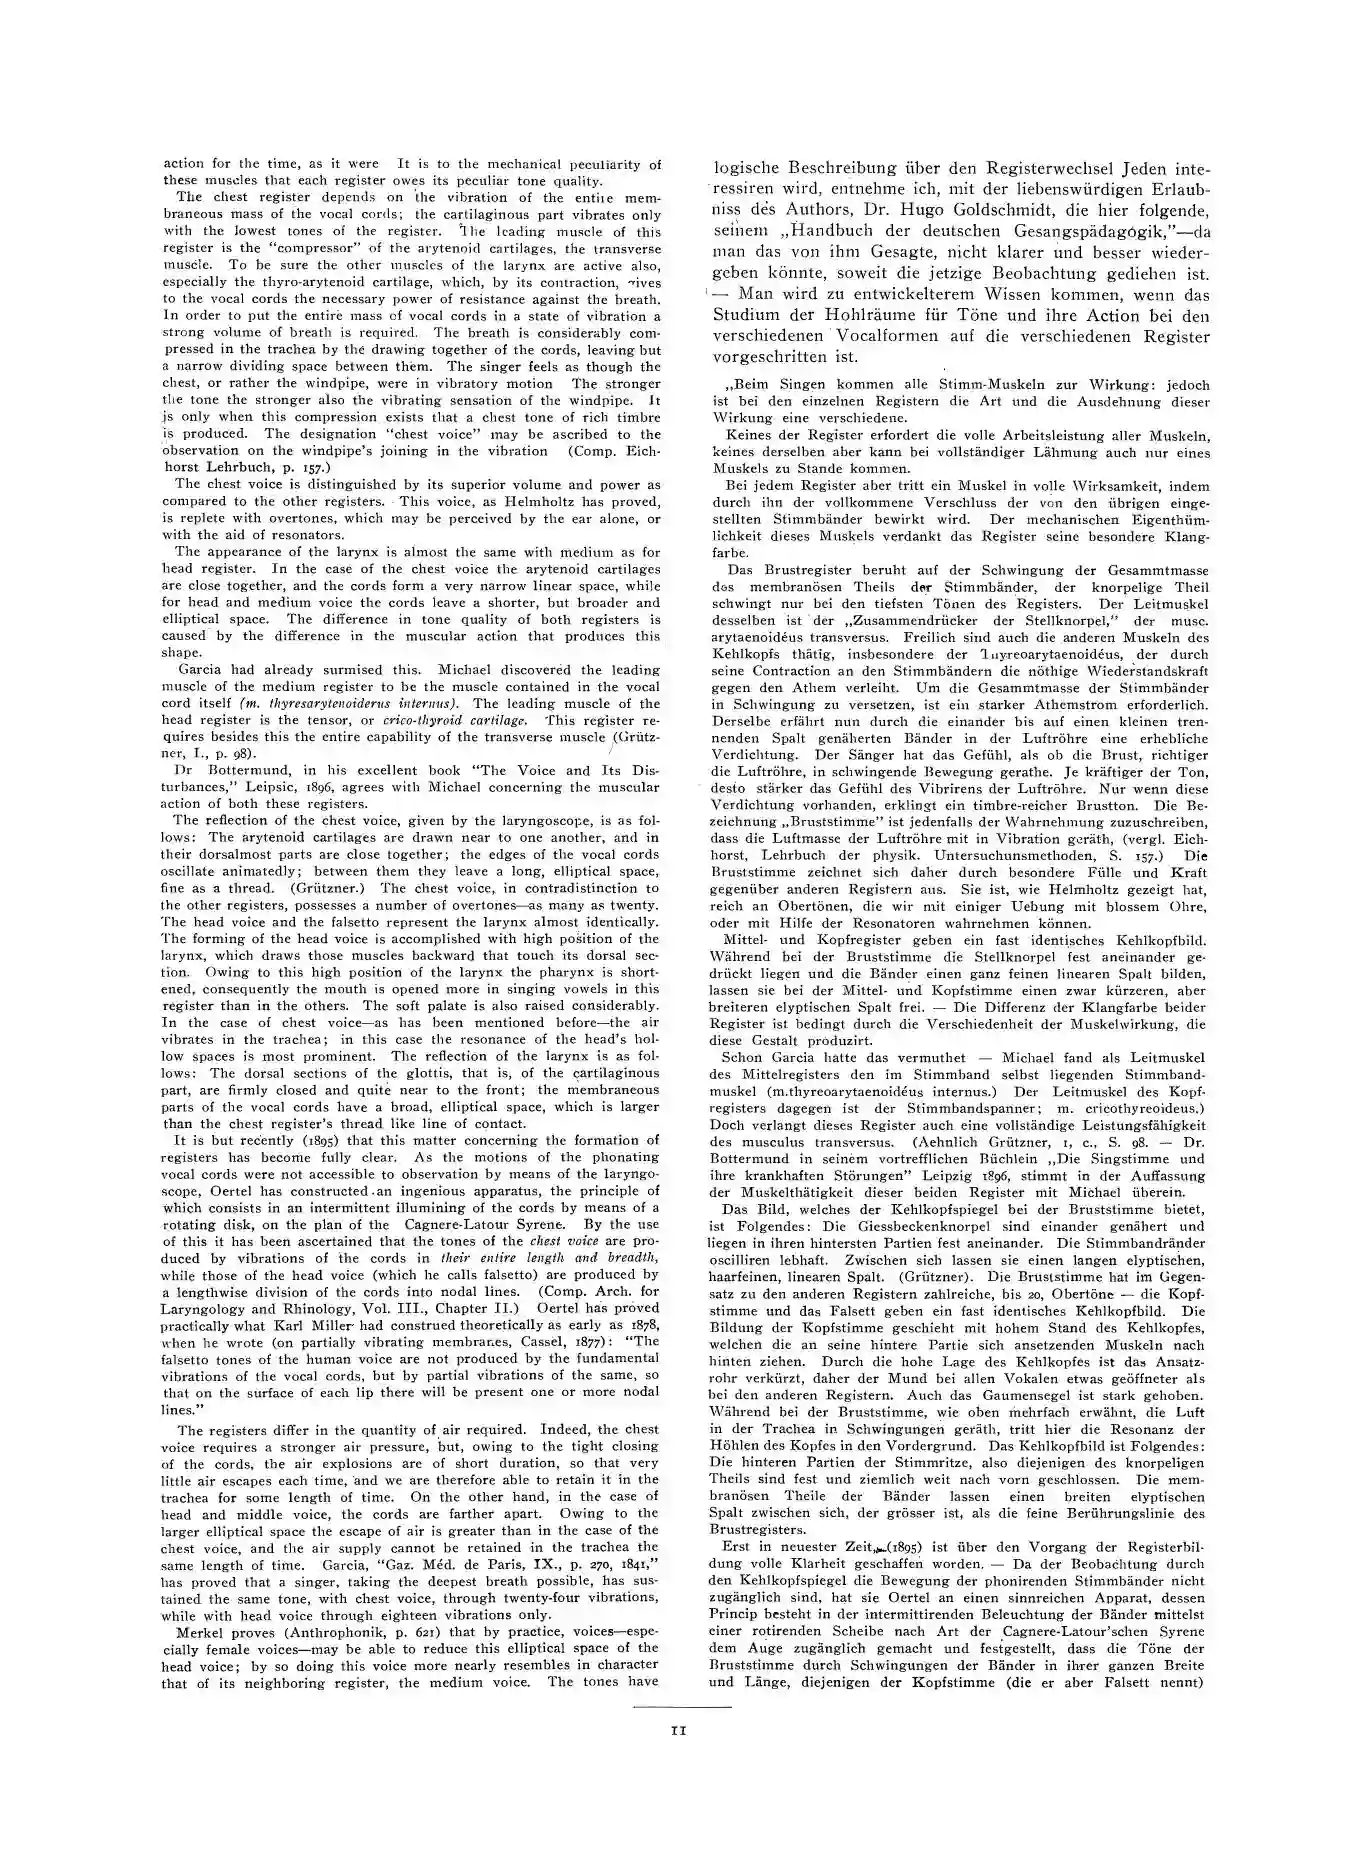 action for the time, as it were It is to the mechanical peculiarity of
these muscles that each register owes its peculiar tone quality.
The chest register depends on the vibration of the entire mem-
braneous mass of the vocal cords; the cartilaginous part vibrates only
with the lowest tones of the register. The leading muscle of this
register is the "compressor" of the arytenoid cartilages, the transverse
muscle. To be sure the other muscles of the larynx are active also,
especially the thyro-arytenoid cartilage, which, by its contraction, gives
to the vocal cords the necessary power of resistance against the breath.
In order to put the entire mass of vocal cords in a state of vibration a
strong volume of breath is required. The breath is considerably com-
pressed in the trachea by the drawing together of the cords, leaving but
a narrow dividing space between them. The singer feels as though the
chest, or rather the windpipe, were in vibratory motion The stronger
the tone the stronger also the vibrating sensation of the windpipe. It
is only when this compression exists that a chest tone of rich timbre
is produced. The designation "chest voice" may be ascribed to the
observation on the windpipe's joining in the vibration (Comp. Eich-
horst Lehrbuch, p. 157.)
The chest voice is distinguished by its superior volume and power as
compared to the other registers. This voice, as Helmholtz has proved,
is replete with overtones, which may be perceived by the ear alone, or
with the aid of resonators.
The appearance of the larynx is almost the same with medium as for
head register. In the case of the chest voice the arytenoid cartilages
are close together, and the cords form a very narrow linear space, while
for head and medium voice the cords leave a shorter, but broader and
elliptical space. The difference in tone quality of both registers is
caused by the difference in the muscular action that produces this
shape.
Garcia had already surmised this. Michael discovered the leading
muscle of the medium register to be the muscle contained in the vocal
cord itself (m. thyresarytenoiderus internus). The leading muscle of the
head register is the tensor, or crico-thyroid cartilage. This register re-
quires besides this the entire capability of the transverse muscle (Grütz-
ner, I., p. 98).
Dr Bottermund, in his excellent book "The Voice and Its Dis-
turbances," Leipsic, 1896, agrees with Michael concerning the muscular
action of both these registers.
The reflection of the chest voice, given by the laryngoscope, is as fol-
lows: The arytenoid cartilages are drawn near to one another, and in
their dorsalmost parts are close together; the edges of the vocal cords
oscillate animatedly; between them they leave a long, elliptical space,
fine as a thread. (Grützner.) The chest voice, in contradistinction to
the other registers, possesses a number of overtones—as many as twenty.
The head voice and the falsetto represent the larynx almost identically.
The forming of the head voice is accomplished with high position of the
larynx, which draws those muscles backward that touch its dorsal sec-
tion. Owing to this high position of the larynx the pharynx is short-
ened, consequently the mouth is opened more in singing vowels in this
register than in the others. The soft palate is also raised considerably.
In the case of chest voice—as has been mentioned before—the air
vibrates in the trachea; in this case the resonance of the head's hol-
low spaces is most prominent. The reflection of the larynx is as fol-
lows: The dorsal sections of the glottis, that is, of the cartilaginous
part, are firmly closed and quite near to the front; the membraneous
parts of the vocal cords have a broad, elliptical space, which is larger
than the chest register's thread like line of contact.
It is but recently (1895) that this matter concerning the formation of
registers has become fully clear. As the motions of the phonating
vocal cords were not accessible to observation by means of the laryngo-
scope, Oertel has constructed an ingenious apparatus, the principle of
which consists in an intermittent illumining of the cords by means of a
rotating disk, on the plan of the Cagnere-Latour Syrene. By the use
of this it has been ascertained that the tones of the chest voice are pro-
duced by vibrations of the cords in their entire length and breadth,
while those of the head voice (which he calls falsetto) are produced by
a lengthwise division of the cords into nodal lines. (Comp. Arch. for
Laryngology and Rhinology, Vol. III., Chapter II.) Oertel has proved
practically what Karl Miller had construed theoretically as early as 1878,
when he wrote (on partially vibrating membranes, Cassel, 1877): "The
falsetto tones of the human voice are not produced by the fundamental
vibrations of the vocal cords, but by partial vibrations of the same, so
that on the surface of each lip there will be present one or more nodal
lines."
The registers differ in the quantity of air required. Indeed, the chest
voice requires a stronger air pressure, but, owing to the tight closing
of the cords, the air explosions are of short duration, so that very
little air escapes each time, and we are therefore able to retain it in the
trachea for some length of time. On the other hand, in the case of
head and middle voice, the cords are farther apart. Owing to the
larger elliptical space the escape of air is greater than in the case of the
chest voice, and the air supply cannot be retained in the trachea the
same length of time. Garcia, "Gaz. Méd. de Paris, IX., p. 270, 1841,"
has proved that a singer, taking the deepest breath possible, has sus-
tained the same tone, with chest voice, through twenty-four vibrations,
while with head voice through eighteen vibrations only.
Merkel proves (Anthrophonik, p. 621) that by practice, voices—espe-
cially female voices—may be able to reduce this elliptical space of the
head voice; by so doing this voice more nearly resembles in character
that of its neighboring register, the medium voice. The tones have
logische Beschreibung über den Registerwechsel Jeden inte-
ressiren wird, entnehme ich, mit der liebenswürdigen Erlaub-
niss des Authors, Dr. Hugo Goldschmidt, die hier folgende,
seinem „Handbuch der deutschen Gesangspädagogik,"—da
man das von ihm Gesagte, nicht klarer und besser wieder-
geben könnte, soweit die jetzige Beobachtung gediehen ist.
— Man wird zu entwickelterem Wissen kommen, wenn das
Studium der Hohlräume für Töne und ihre Action bei den
verschiedenen Vocalformen auf die verschiedenen Register
vorgeschritten ist.
„Beim Singen kommen alle Stimm-Muskeln zur Wirkung: jedoch
ist bei den einzelnen Registern die Art und die Ausdehnung dieser
Wirkung eine verschiedene.
Keines der Register erfordert die volle Arbeitsleistung aller Muskeln,
keines derselben aber kann bei vollständiger Lähmung auch nur eines
Muskels zu Stande kommen.
Bei jedem Register aber tritt ein Muskel in volle Wirksamkeit, indem
durch ihn der vollkommene Verschluss der von den übrigen einge-
stellten Stimmbänder bewirkt wird. Der mechanischen Eigenthüm-
lichkeit dieses Muskels verdankt das Register seine besondere Klang-
farbe.
Das Brustregister beruht auf der Schwingung der Gesammtmasse
des membranösen Theils der Stimmbänder, der knorpelige Theil
schwingt nur bei den tiefsten Tönen des Registers. Der Leitmuskel
desselben ist der „Zusammendrücker der Stellknorpel," der musc.
arytaenoidéus transversus. Freilich sind auch die anderen Muskeln des
Kehlkopfs thätig, insbesondere der Thyreoarytaenoidéus, der durch
seine Contraction an den Stimmbändern die nöthige Wiederstandskraft
gegen den Athem verleiht. Um die Gesammtmasse der Stimmbänder
in Schwingung zu versetzen, ist ein starker Athemstrom erforderlich.
Derselbe erfährt nun durch die einander bis auf einen kleinen tren-
nenden Spalt genäherten Bänder in der Luftröhre eine erhebliche
Verdichtung. Der Sänger hat das Gefühl, als ob die Brust, richtiger
die Luftröhre, in schwingende Bewegung gerathe. Je kräftiger der Ton,
desto stärker das Gefühl des Vibrirens der Luftröhre. Nur wenn diese
Verdichtung vorhanden, erklingt ein timbre-reicher Brustton. Die Be-
zeichnung „Bruststimme" ist jedenfalls der Wahrnehmung zuzuschreiben,
dass die Luftmasse der Luftröhre mit in Vibration geräth, (vergl. Eich-
horst, Lehrbuch der physik. Untersuchunsmethoden, S. 157.) Die
Bruststimme zeichnet sich daher durch besondere Fülle und Kraft
gegenüber anderen Registern aus. Sie ist, wie Helmholtz gezeigt hat,
reich an Obertönen, die wir mit einiger Uebung mit blossem Ohre,
oder mit Hilfe der Resonatoren wahrnehmen können.
Mittel- und Kopfregister geben ein fast identisches Kehlkopfbild.
Während bei der Bruststimme die Stellknorpel fest aneinander ge-
drückt liegen und die Bänder einen ganz feinen linearen Spalt bilden,
lassen sie bei der Mittel- und Kopfstimme einen zwar kürzeren, aber
breiteren elyptischen Spalt frei. — Die Differenz der Klangfarbe beider
Register ist bedingt durch die Verschiedenheit der Muskelwirkung, die
diese Gestalt produzirt.
Schon Garcia hatte das vermuthet — Michael fand als Leitmuskel
des Mittelregisters den im Stimmband selbst liegenden Stimmband-
muskel (m.thyreoarytaenoidéus internus.) Der Leitmuskel des Kopf-
registers dagegen ist der Stimmbandspanner; m. cricothyreoideus.)
Doch verlangt dieses Register auch eine vollständige Leistungsfähigkeit
des musculus transversus. (Aehnlich Grützner, 1, c., S. 98. — Dr.
Bottermund in seinem vortrefflichen Büchlein „Die Singstimme und
ihre krankhaften Störungen" Leipzig 1896, stimmt in der Auffassung
der Muskelthätigkeit dieser beiden Register mit Michael überein.
Das Bild, welches der Kehlkopfspiegel bei der Bruststimme bietet,
ist Folgendes: Die Giessbeckenknorpel sind einander genähert und
liegen in ihren hintersten Partien fest aneinander. Die Stimmbandränder
oscilliren lebhaft. Zwischen sich lassen sie einen langen elyptischen,
haarfeinen, linearen Spalt. (Grützner). Die Bruststimme hat im Gegen-
satz zu den anderen Registern zahlreiche, bis 20, Obertöne — die Kopf-
stimme und das Falsett geben ein fast identisches Kehlkopfbild. Die
Bildung der Kopfstimme geschieht mit hohem Stand des Kehlkopfes,
welchen die an seine hintere Partie sich ansetzenden Muskeln nach
hinten ziehen. Durch die hohe Lage des Kehlkopfes ist das Ansatz-
rohr verkürzt, daher der Mund bei allen Vokalen etwas geöffneter als
bei den anderen Registern. Auch das Gaumensegel ist stark gehoben.
Während bei der Bruststimme, wie oben mehrfach erwähnt, die Luft
in der Trachea in Schwingungen geräth, tritt hier die Resonanz der
Höhlen des Kopfes in den Vordergrund. Das Kehlkopfbild ist Folgendes:
Die hinteren Partien der Stimmritze, also diejenigen des knorpeligen
Theils sind fest und ziemlich weit nach vorn geschlossen. Die mem-
branösen Theile der Bänder lassen einen breiten elyptischen
Spalt zwischen sich, der grösser ist, als die feine Berührungslinie des
Brustregisters.
Erst in neuester Zeit, (1895) ist über den Vorgang der Registerbil-
dung volle Klarheit geschaffen worden. — Da der Beobachtung durch
den Kehlkopfspiegel die Bewegung der phonirenden Stimmbänder nicht
zugänglich sind, hat sie Oertel an einen sinnreichen Apparat, dessen
Princip besteht in der intermittirenden Beleuchtung der Bänder mittelst
einer rotirenden Scheibe nach Art der Cagnere-Latour'schen Syrene
dem Auge zugänglich gemacht und festgestellt, dass die Töne der
Bruststimme durch Schwingungen der Bänder in ihrer ganzen Breite
und Länge, diejenigen der Kopfstimme (die er aber Falsett nennt)
11